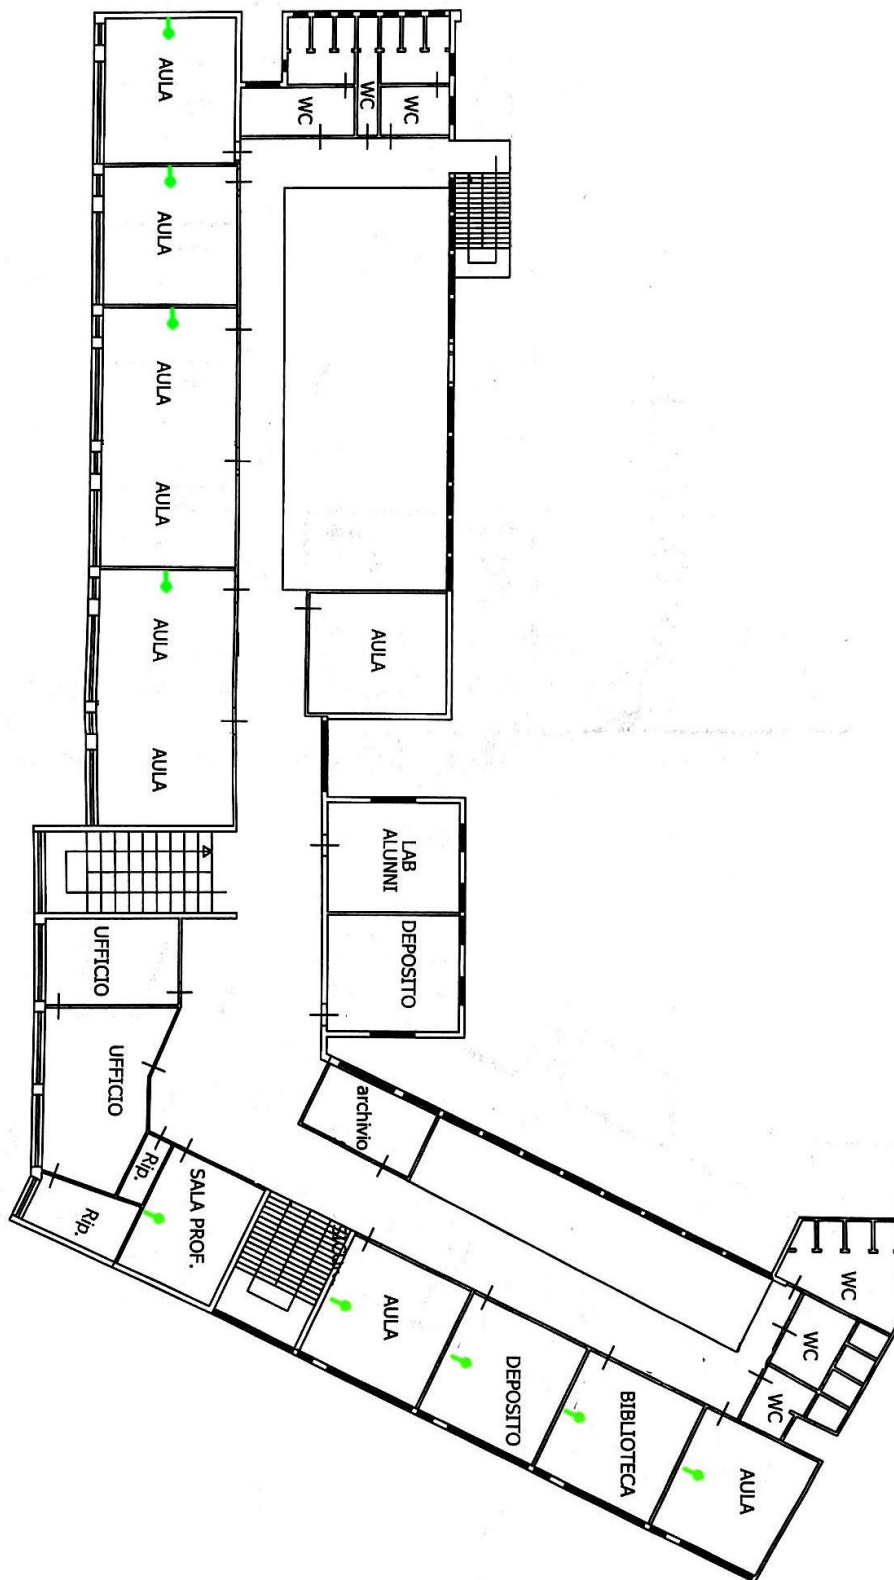 AULA
WC
WC
WC
AULA
AULA
AULA
AULA
AULA
AULA
LAB
ALUNNI
DEPOSITO
UFFICIO
UFFICIO
archivio
Rip.
Rip.
SALA PROF.
AULA
DEPOSITO
BIBLIOTECA
AULA
WC
WC
WC